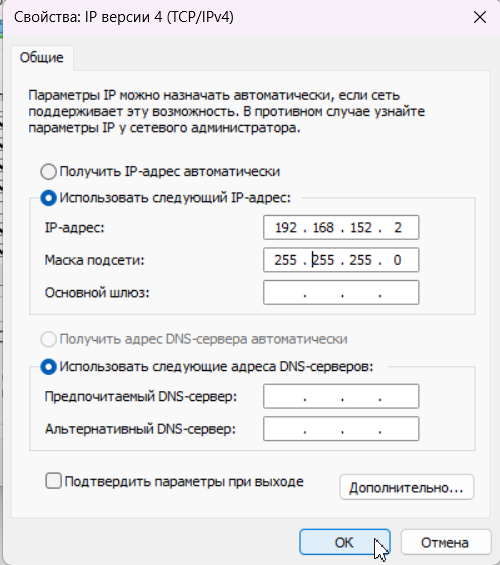 Свойства: IP версии 4 (TCP/IPv4)
Общие
Параметры IP можно назначать автоматически, если сеть
поддерживает эту возможность. В противном случае узнайте
параметры IP у сетевого администратора.
Получить IP-адрес автоматически
Использовать следующий IP-адрес:
IP-адрес: 192 . 168 . 152 . 2
Маска подсети: 255 . 255 . 255 . 0
Основной шлюз: . . .
Получить адрес DNS-сервера автоматически
Использовать следующие адреса DNS-серверов:
Предпочитаемый DNS-сервер: . . .
Альтернативный DNS-сервер: . . .
Подтвердить параметры при выходе
Дополнительно...
ОК Отмена